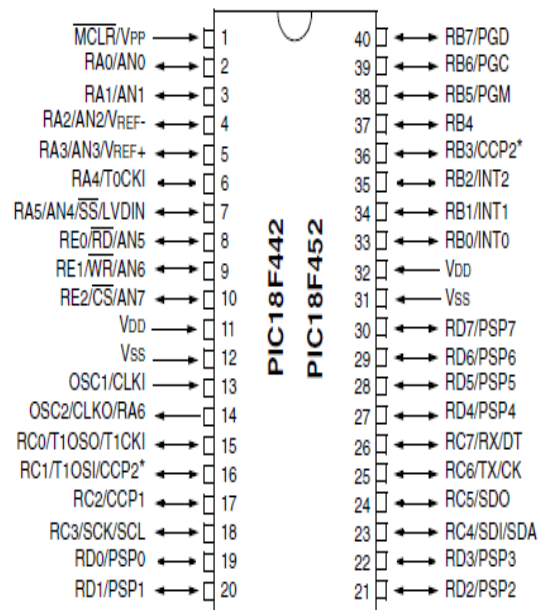 MCLR/VPP 1 40 RB7/PGD
RA0/AN0 2 39 RB6/PGC
RA1/AN1 3 38 RB5/PGM
RA2/AN2/VREF- 4 37 RB4
RA3/AN3/VREF+ 5 36 RB3/CCP2*
RA4/T0CKI 6 35 RB2/INT2
RA5/AN4/SS/LVDIN 7 34 RB1/INT1
RE0/RD/AN5 8 33 RB0/INT0
RE1/WR/AN6 9 32 VDD
RE2/CS/AN7 10 31 VSS
VDD 11 30 RD7/PSP7
VSS 12 29 RD6/PSP6
OSC1/CLKI 13 28 RD5/PSP5
OSC2/CLKO/RA6 14 27 RD4/PSP4
RC0/T1OSO/T1CKI 15 26 RC7/RX/DT
RC1/T1OSI/CCP2* 16 25 RC6/TX/CK
RC2/CCP1 17 24 RC5/SDO
RC3/SCK/SCL 18 23 RC4/SDI/SDA
RD0/PSP0 19 22 RD3/PSP3
RD1/PSP1 20 21 RD2/PSP2
PIC18F442
PIC18F452